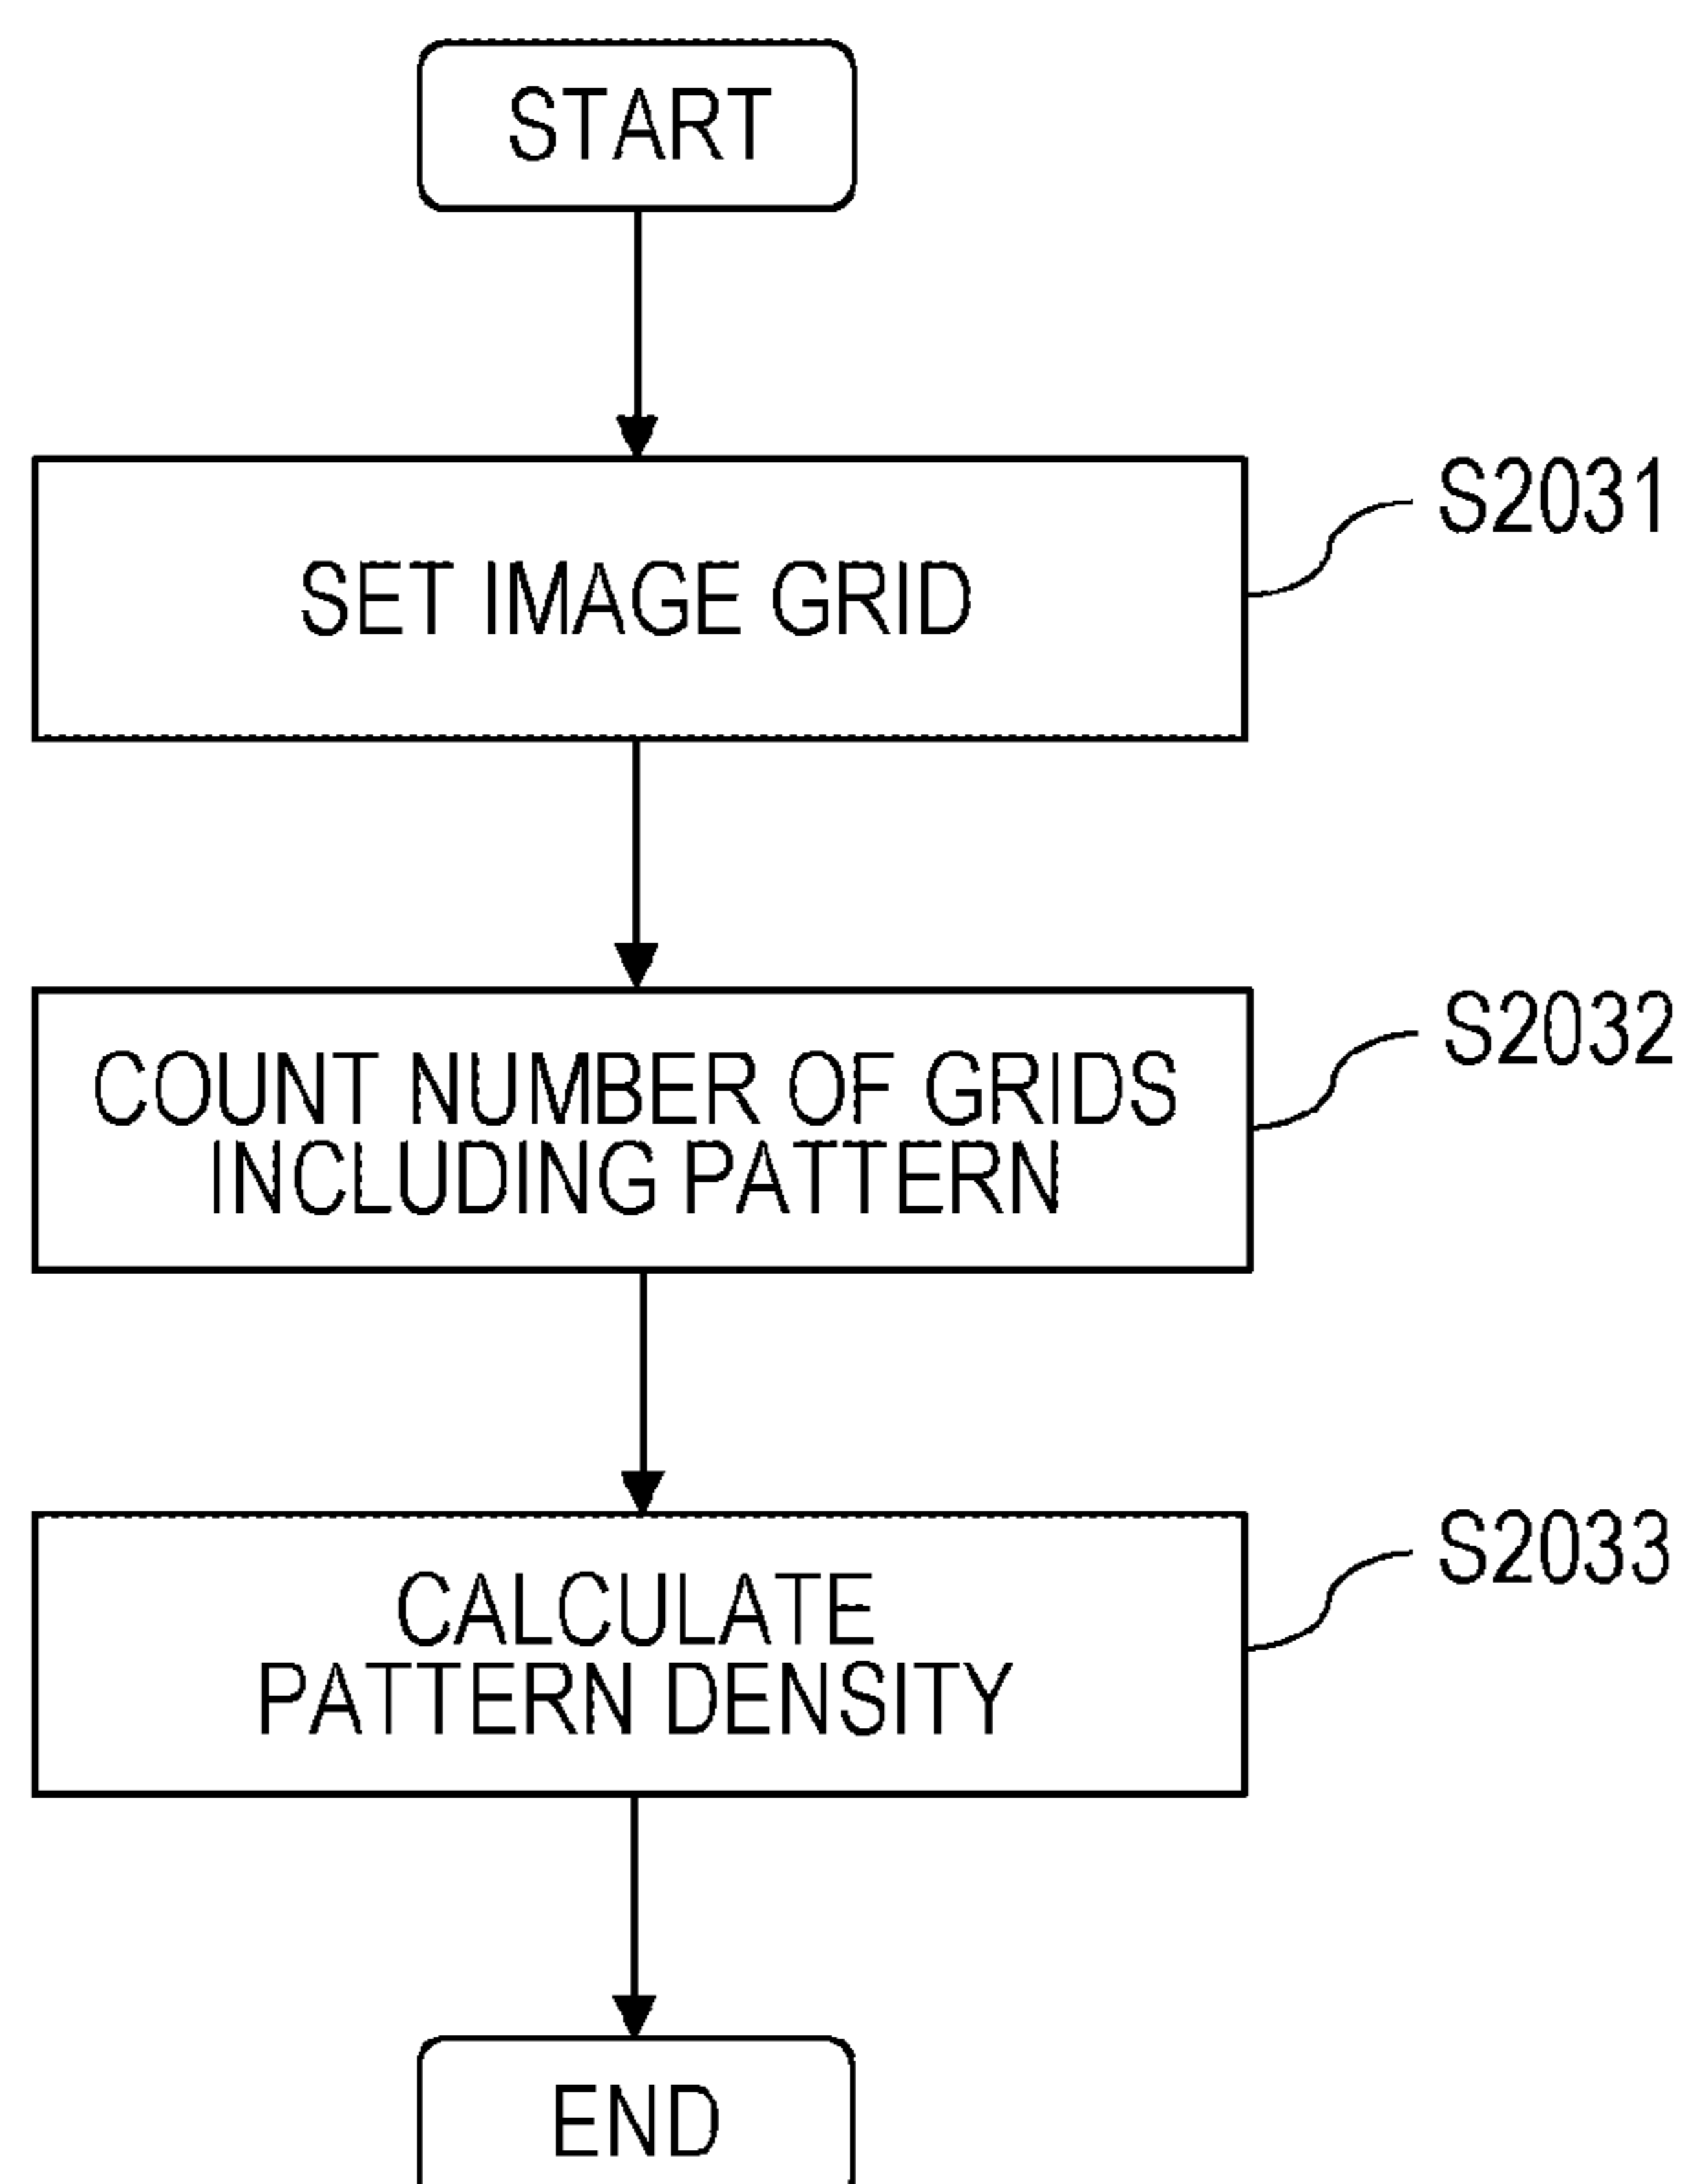 START
S2031
SET IMAGE GRID
S2032
COUNT NUMBER OF GRIDS
INCLUDING PATTERN
S2033
CALCULATE
PATTERN DENSITY
END